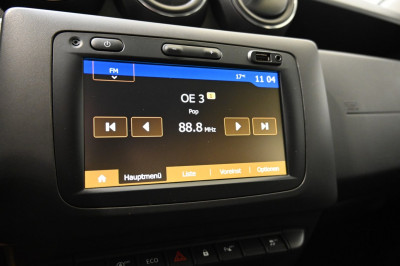 FM
17° 11 04
OE 3 i
Pop
88.8 MHz
Hauptmenü Liste Voreinst Optionen
ECO